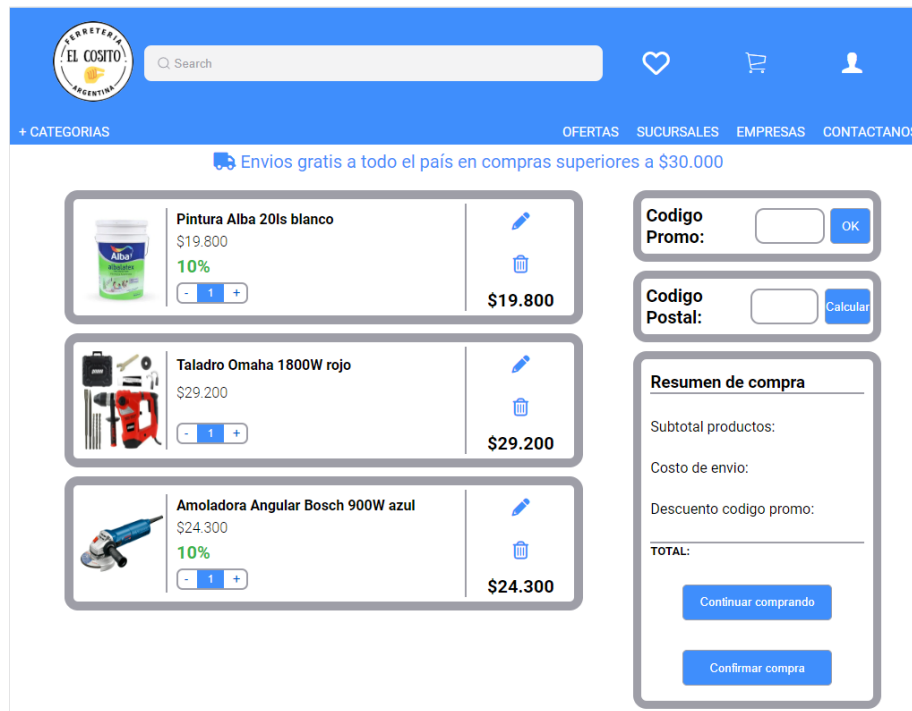 FERRETERIA
EL COSITO
ARGENTINA
Search
+ CATEGORIAS
OFERTAS SUCURSALES EMPRESAS CONTACTANOS
Envios gratis a todo el país en compras superiores a $30.000
Pintura Alba 20ls blanco
$19.800
10%
- 1 +
$19.800
Alba
albalatex
Taladro Omaha 1800W rojo
$29.200
- 1 +
$29.200
Amoladora Angular Bosch 900W azul
$24.300
10%
- 1 +
$24.300
Codigo
Promo:
OK
Codigo
Postal:
Calcular
Resumen de compra
Subtotal productos:
Costo de envio:
Descuento codigo promo:
TOTAL:
Continuar comprando
Confirmar compra